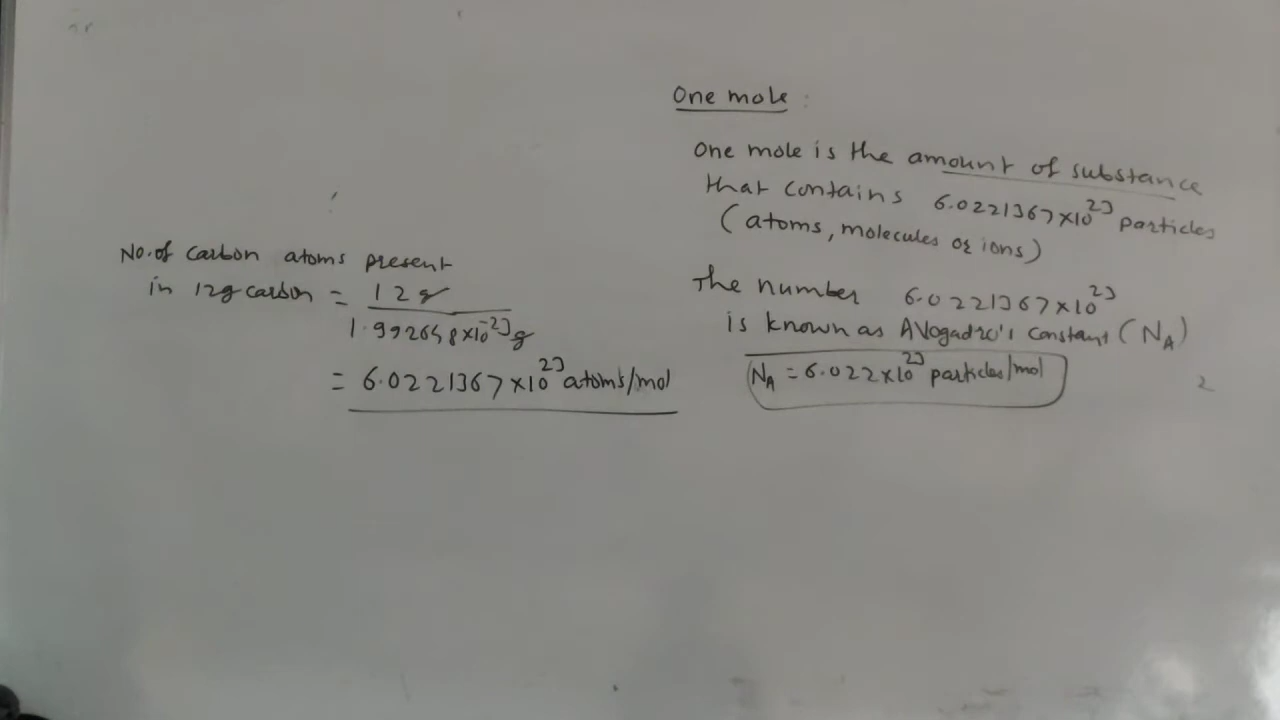 One mole :
One mole is the amount of substance
that contains 6.0221367×10²³ particles
(atoms, molecules or ions)
The number 6.0221367×10²³
is known as Avogadro's constant (N_A)
N_A = 6.022×10²³ particles/mol
No. of carbon atoms present
in 12g carbon = 12g
1.992648×10⁻²³g
= 6.0221367×10²³ atoms/mol
2